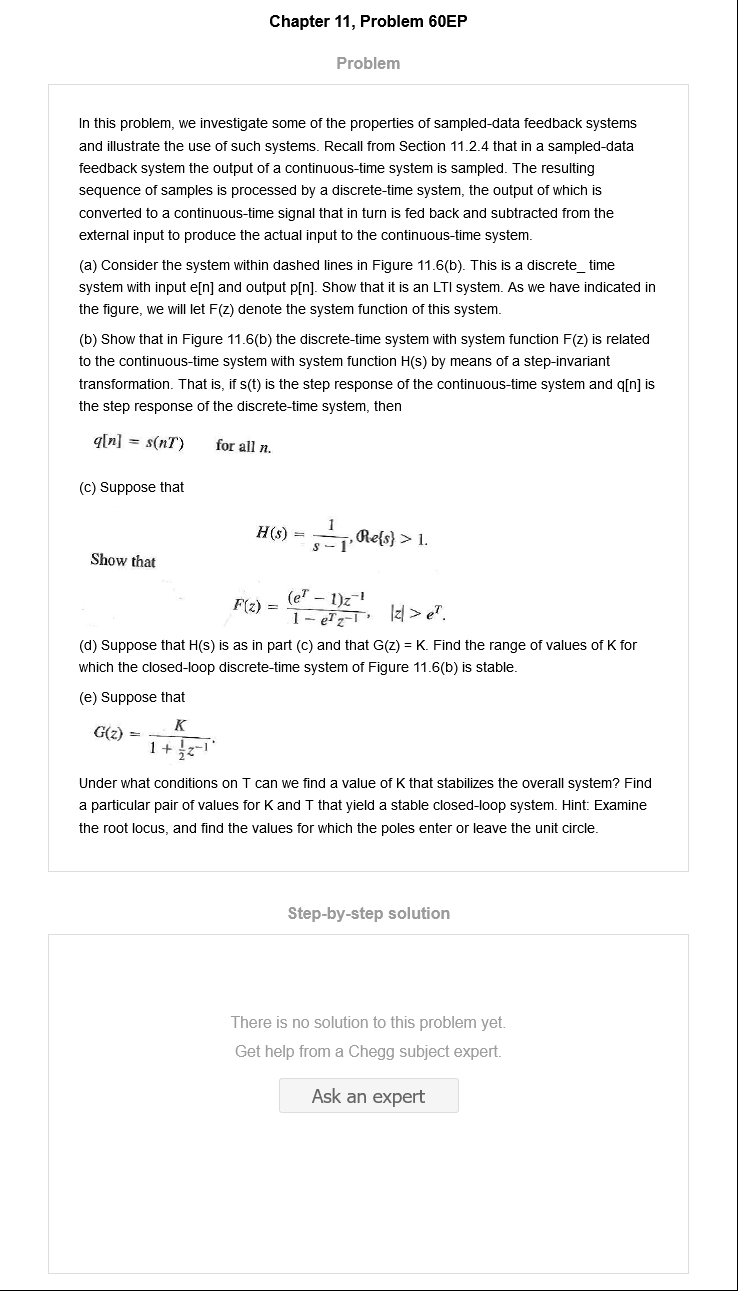 Chapter 11, Problem 60EP
Problem
In this problem, we investigate some of the properties of sampled-data feedback systems
and illustrate the use of such systems. Recall from Section 11.2.4 that in a sampled-data
feedback system the output of a continuous-time system is sampled. The resulting
sequence of samples is processed by a discrete-time system, the output of which is
converted to a continuous-time signal that in turn is fed back and subtracted from the
external input to produce the actual input to the continuous-time system.
(a) Consider the system within dashed lines in Figure 11.6(b). This is a discrete_ time
system with input e[n] and output p[n]. Show that it is an LTI system. As we have indicated in
the figure, we will let F(z) denote the system function of this system.
(b) Show that in Figure 11.6(b) the discrete-time system with system function F(z) is related
to the continuous-time system with system function H(s) by means of a step-invariant
transformation. That is, if s(t) is the step response of the continuous-time system and q[n] is
the step response of the discrete-time system, then
q[n] = s(nT) for all n.
(c) Suppose that
H(s) = 1/(s − 1), Re{s} > 1.
Show that
F(z) = (e^T − 1)z^−1 / (1 − e^T z^−1), |z| > e^T.
(d) Suppose that H(s) is as in part (c) and that G(z) = K. Find the range of values of K for
which the closed-loop discrete-time system of Figure 11.6(b) is stable.
(e) Suppose that
G(z) = K / (1 + ½z^−1).
Under what conditions on T can we find a value of K that stabilizes the overall system? Find
a particular pair of values for K and T that yield a stable closed-loop system. Hint: Examine
the root locus, and find the values for which the poles enter or leave the unit circle.
Step-by-step solution
There is no solution to this problem yet.
Get help from a Chegg subject expert.
Ask an expert